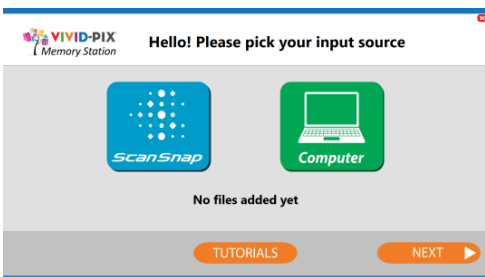 VIVID-PIX
Memory Station
Hello! Please pick your input source
ScanSnap
Computer
No files added yet
TUTORIALS
NEXT